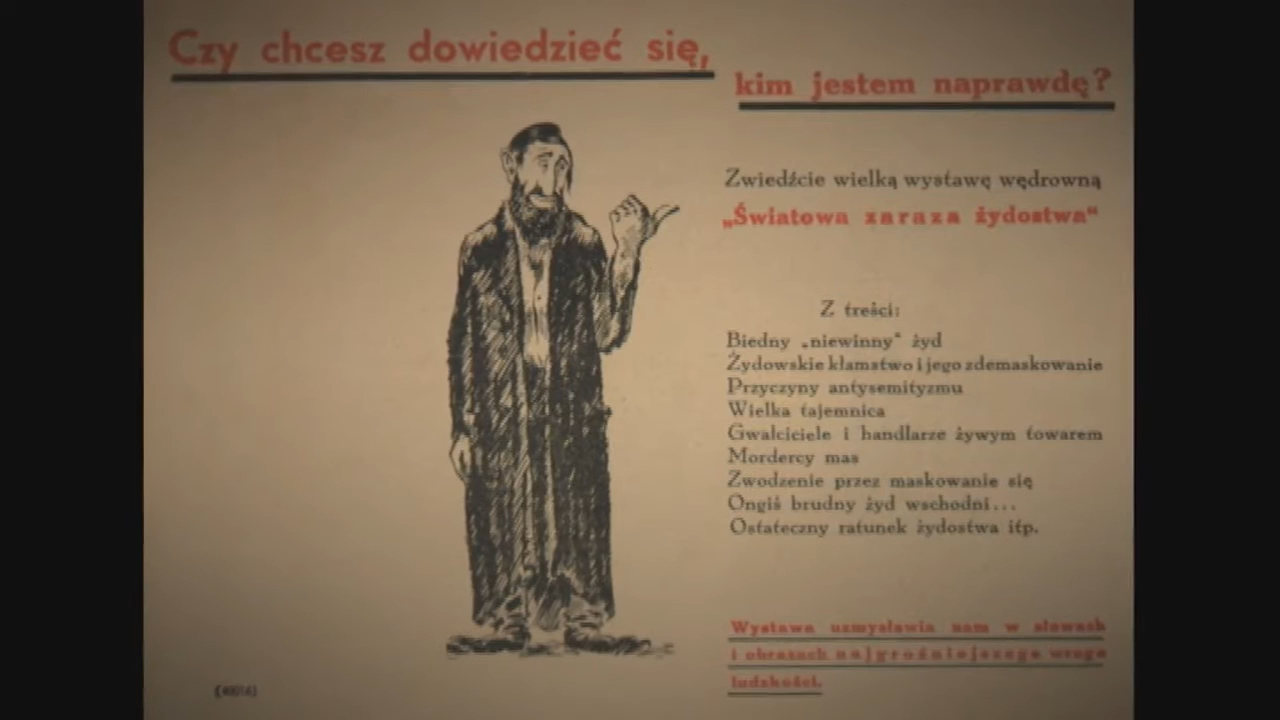 Czy chcesz dowiedzieć się,
kim jestem naprawdę?
Zwiedźcie wielką wystawę wędrowną
„Światowa zaraza żydostwa“
Z treści:
Biedny „niewinny“ żyd
Żydowskie kłamstwo i jego zdemaskowanie
Przyczyny antysemityzmu
Wielka tajemnica
Gwałciciele i handlarze żywym towarem
Mordercy mas
Zwodzenie przez maskowanie się
Ongiś brudny żyd wschodni...
Ostateczny ratunek żydostwa itp.
Wystawa uzmysławia nam w słowach
i obrazach najgroźniejszego wroga
ludzkości.